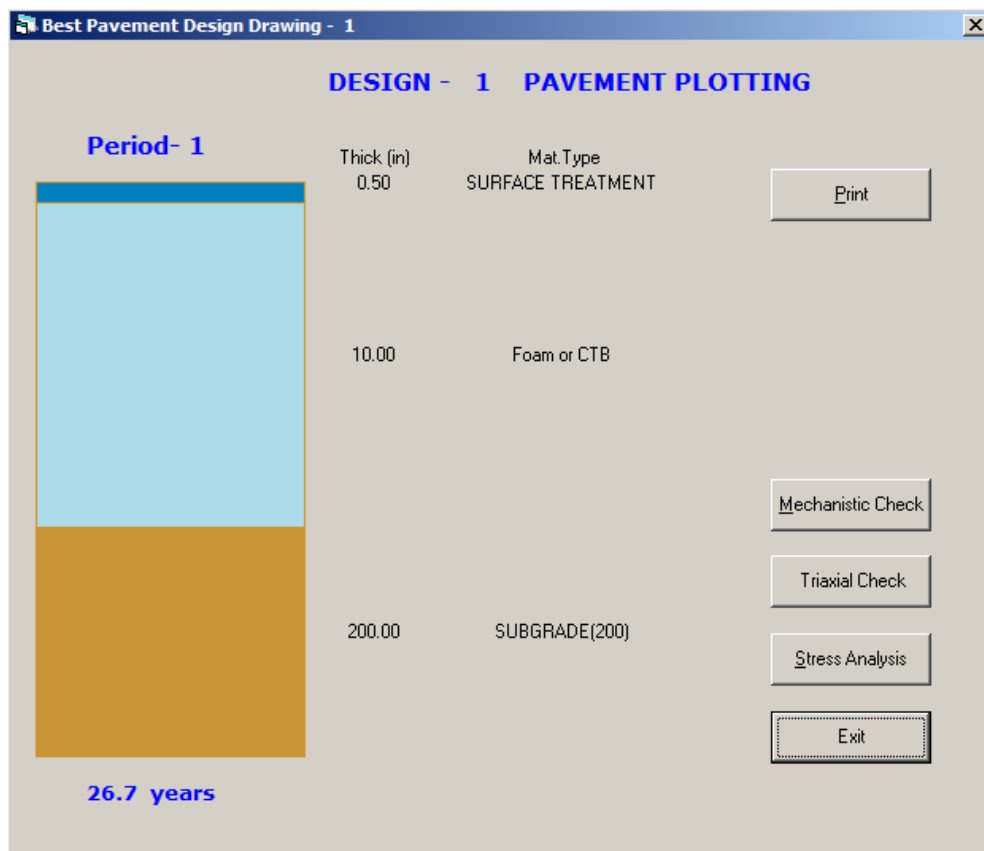 Best Pavement Design Drawing - 1
DESIGN - 1 PAVEMENT PLOTTING
Period- 1
Thick (in) Mat.Type
0.50 SURFACE TREATMENT
Print
10.00 Foam or CTB
Mechanistic Check
Triaxial Check
200.00 SUBGRADE(200)
Stress Analysis
Exit
26.7 years